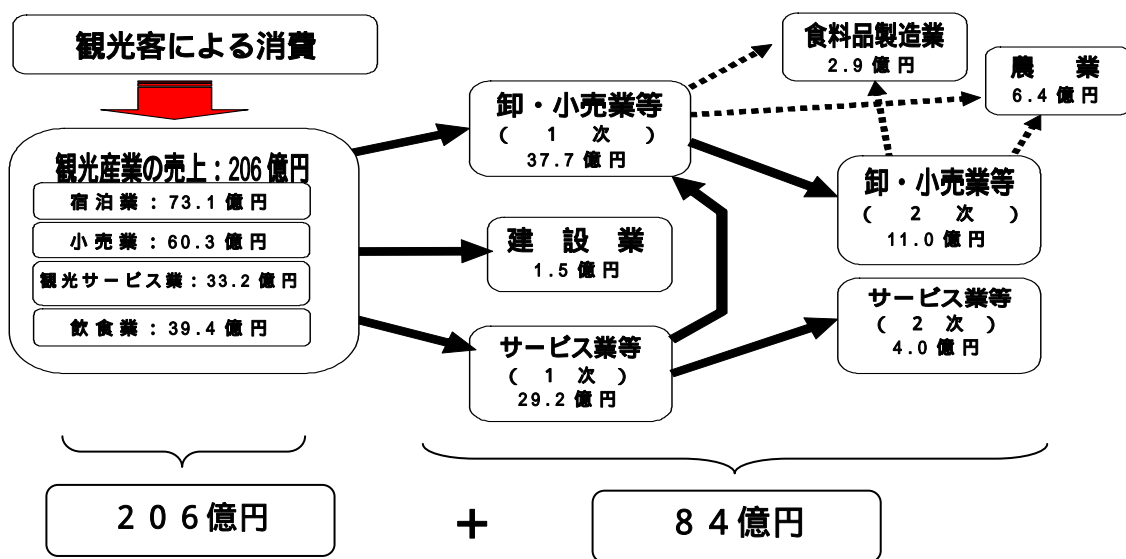 観光客による消費
観光産業の売上：206億円
宿泊業：73.1億円
小売業：60.3億円
観光サービス業：33.2億円
飲食業：39.4億円
卸・小売業等
（ 1 次 ）
37.7億円
建 設 業
1.5億円
サービス業等
（ 1 次 ）
29.2億円
食料品製造業
2.9億円
農 業
6.4億円
卸・小売業等
（ 2 次 ）
11.0億円
サービス業等
（ 2 次 ）
4.0億円
２０６億円
＋
８４億円